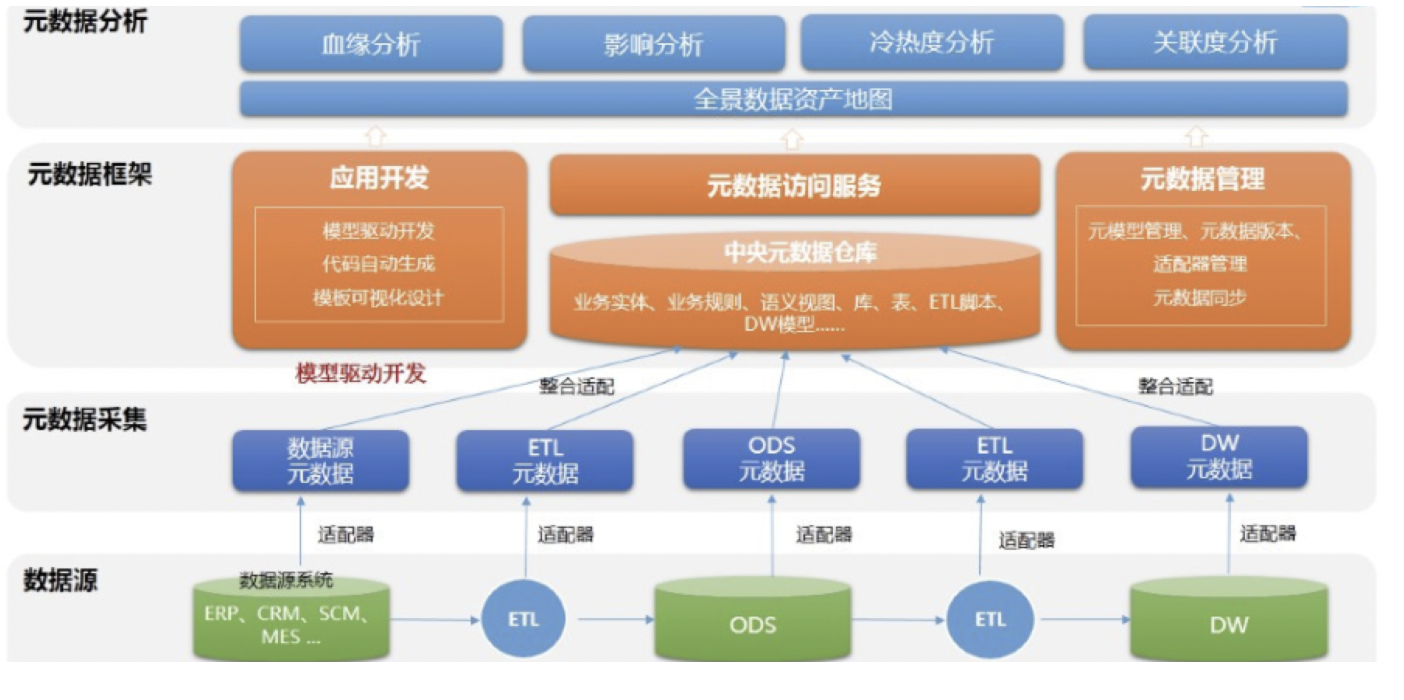 元数据分析
血缘分析
影响分析
冷热度分析
关联度分析
全景数据资产地图
元数据框架
应用开发
模型驱动开发
代码自动生成
模板可视化设计
元数据访问服务
中央元数据仓库
业务实体、业务规则、语义视图、库、表、ETL脚本、
DW模型......
元数据管理
元模型管理、元数据版本、
适配器管理
元数据同步
模型驱动开发
整合适配
整合适配
元数据采集
数据源
元数据
ETL
元数据
ODS
元数据
ETL
元数据
DW
元数据
适配器
适配器
适配器
适配器
适配器
数据源
数据源系统
ERP、CRM、SCM、
MES ...
ETL
ODS
ETL
DW